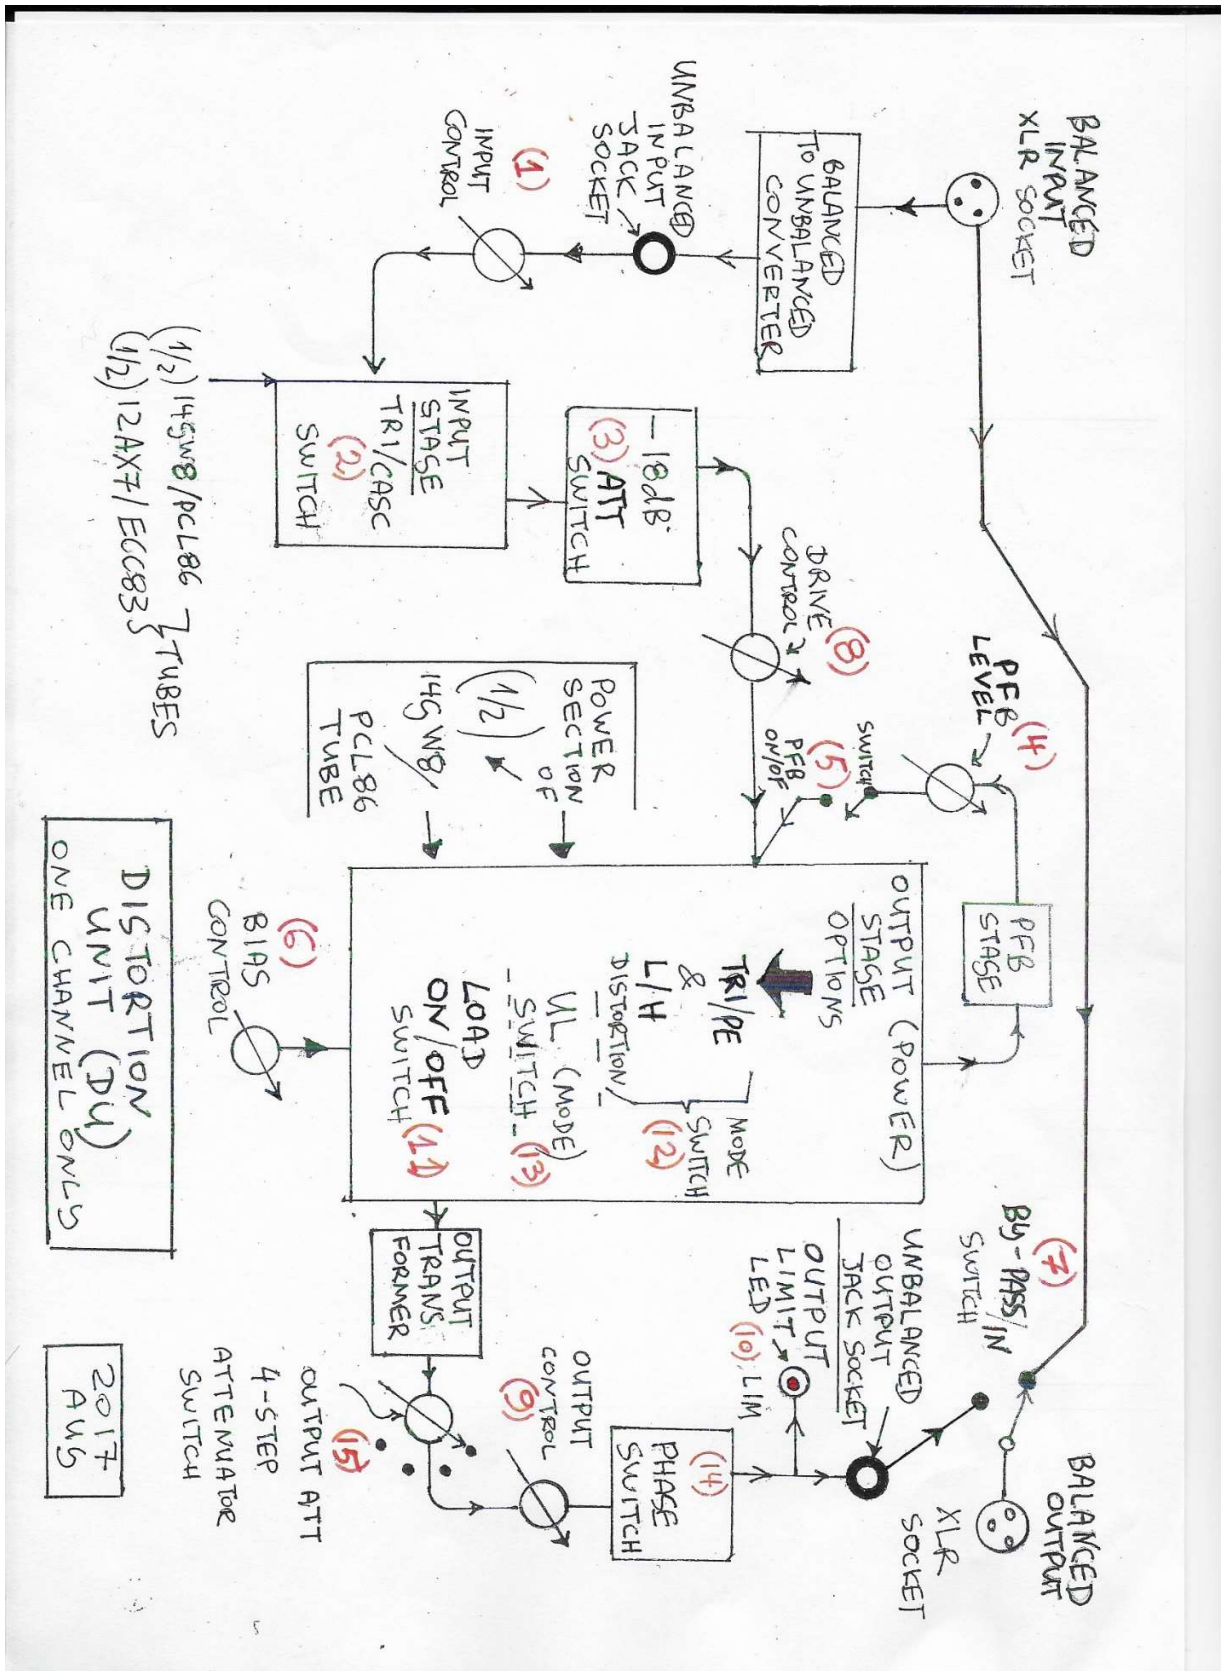 BALANCED
INPUT
XLR SOCKET
BALANCED
TO UNBALANCED
CONVERTER
UNBALANCED
INPUT
JACK
SOCKET
(1)
INPUT
CONTROL
INPUT
STAGE
TRI/CASC
(2)
SWITCH
(1/2) 14GW8/PCL86
(1/2) 12AX7/ECC83
TUBES
-18dB
(3) ATT
SWITCH
DRIVE (8)
CONTROL
PFB (4)
LEVEL
SWITCH
(5)
PFB
ON/OF
PFB
STAGE
POWER
SECTION
OF
(1/2)
14GW8/
PCL86
TUBE
OUTPUT (POWER)
STAGE
OPTIONS
TRI/PE
&
L/H
DISTORTION
MODE
SWITCH
(12)
UL (MODE)
SWITCH (13)
LOAD
ON/OFF
SWITCH (11)
(6)
BIAS
CONTROL
(7)
By-PASS/IN
SWITCH
BALANCED
OUTPUT
XLR
SOCKET
UNBALANCED
OUTPUT
JACK SOCKET
OUTPUT
LIMIT
LED (10) LIM
(14)
PHASE
SWITCH
OUTPUT
CONTROL
(9)
OUTPUT
TRANS
FORMER
(15)
OUTPUT ATT
4-STEP
ATTENUATOR
SWITCH
DISTORTION
UNIT (DU)
ONE CHANNEL ONLY
2017
AUG